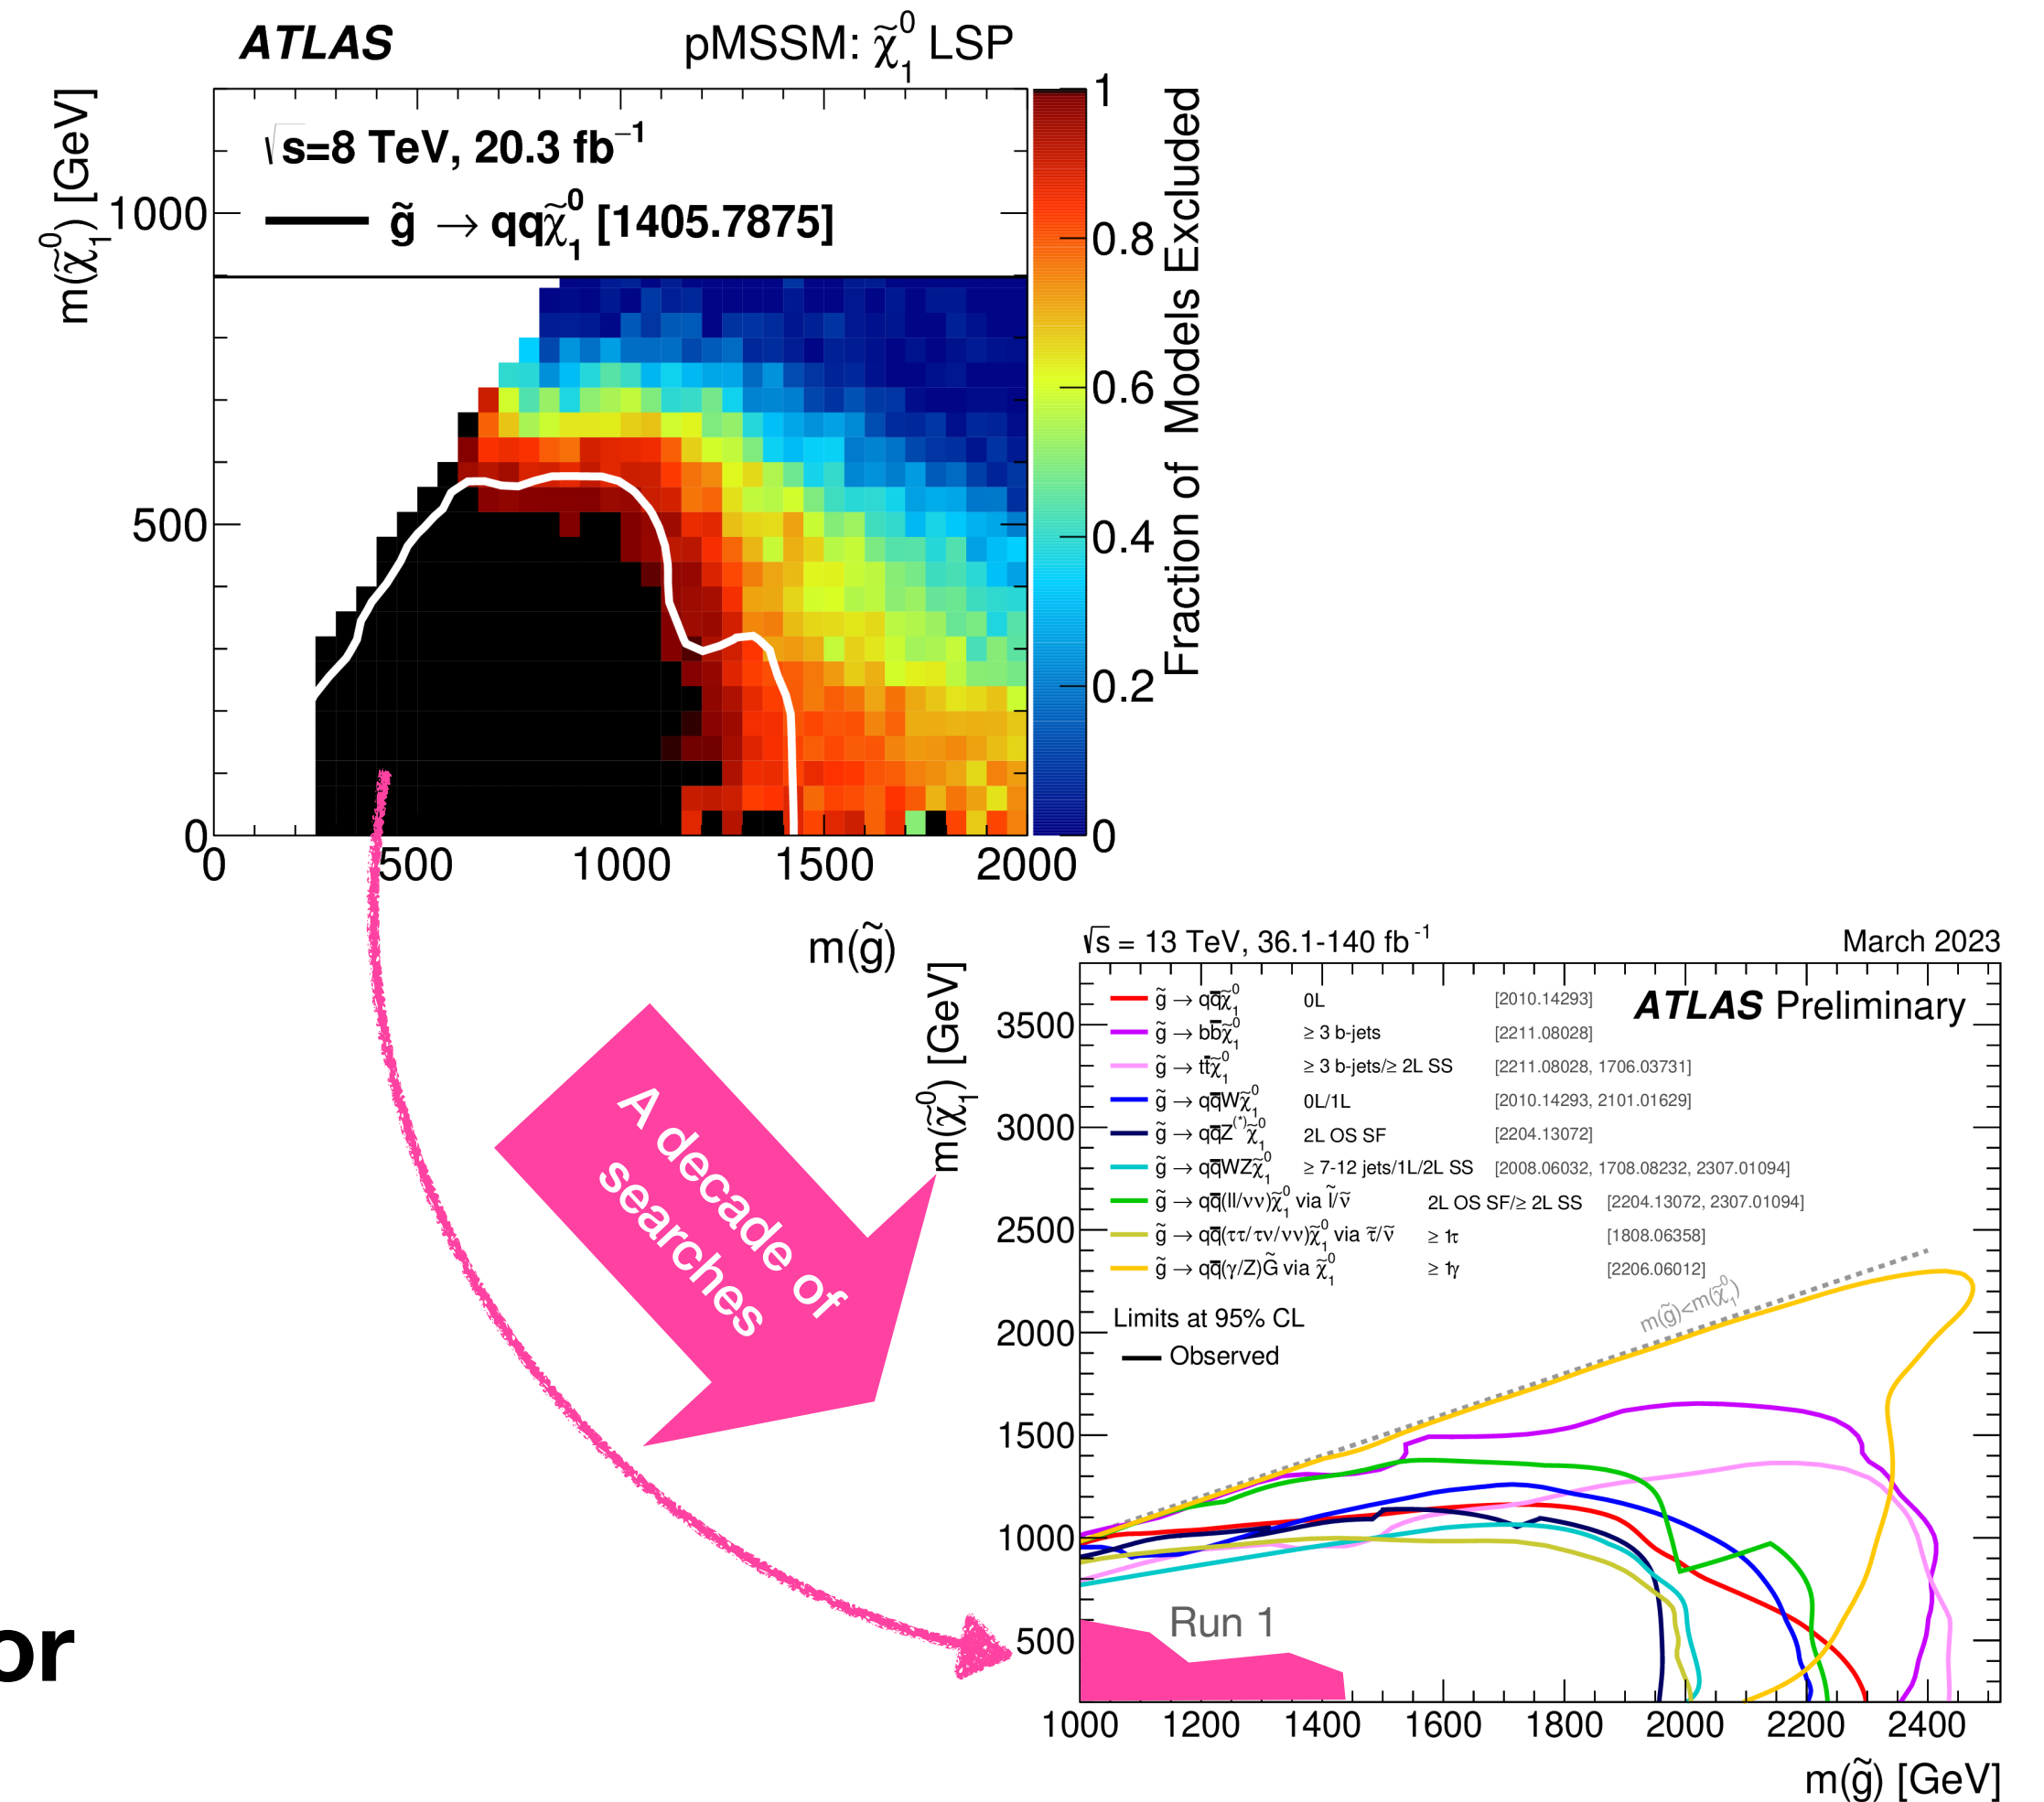 ATLAS
pMSSM: χ̃₁⁰ LSP
√s=8 TeV, 20.3 fb⁻¹
g̃ → qqχ̃₁⁰ [1405.7875]
m(χ̃₁⁰) [GeV]
1000
500
0
0 500 1000 1500 2000
m(g̃)
1
0.8
0.6
0.4
0.2
0
Fraction of Models Excluded
A decade of
searches
or
√s = 13 TeV, 36.1-140 fb⁻¹
March 2023
ATLAS Preliminary
g̃ → qq̅χ̃₁⁰ 0L [2010.14293]
g̃ → bb̅χ̃₁⁰ ≥ 3 b-jets [2211.08028]
g̃ → tt̅χ̃₁⁰ ≥ 3 b-jets/≥ 2L SS [2211.08028, 1706.03731]
g̃ → qq̅Wχ̃₁⁰ 0L/1L [2010.14293, 2101.01629]
g̃ → qq̅Z⁽*⁾χ̃₁⁰ 2L OS SF [2204.13072]
g̃ → qq̅WZχ̃₁⁰ ≥ 7-12 jets/1L/2L SS [2008.06032, 1708.08232, 2307.01094]
g̃ → qq̅(ll/νν)χ̃₁⁰ via l̃/ν̃ 2L OS SF/≥ 2L SS [2204.13072, 2307.01094]
g̃ → qq̅(ττ/τν/νν)χ̃₁⁰ via τ̃/ν̃ ≥ 1τ [1808.06358]
g̃ → qq̅(γ/Z)G̃ via χ̃₁⁰ ≥ 1γ [2206.06012]
Limits at 95% CL
Observed
m(g̃)<m(χ̃₁⁰)
Run 1
m(χ̃₁⁰) [GeV]
3500
3000
2500
2000
1500
1000
500
1000 1200 1400 1600 1800 2000 2200 2400
m(g̃) [GeV]